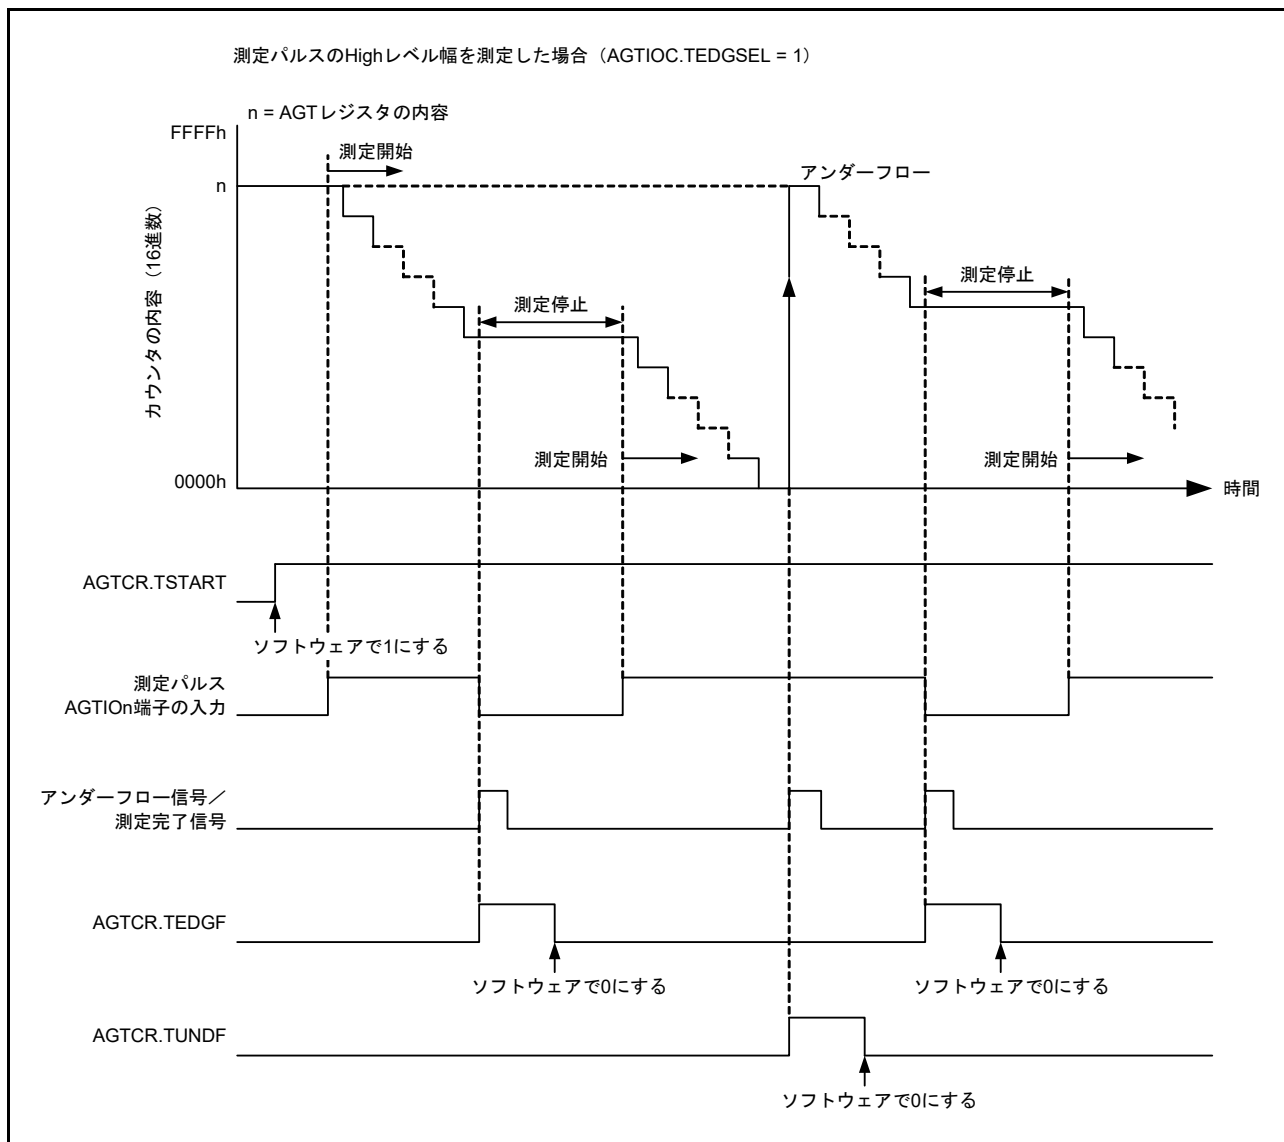 測定パルスのHighレベル幅を測定した場合（AGTIOC.TEDGSEL = 1）
n = AGTレジスタの内容
FFFFh
測定開始
n
アンダーフロー
カウンタの内容（16進数）
測定停止
測定停止
測定開始
測定開始
0000h
時間
AGTCR.TSTART
ソフトウェアで1にする
測定パルス
AGTIOn端子の入力
アンダーフロー信号／
測定完了信号
AGTCR.TEDGF
ソフトウェアで0にする
ソフトウェアで0にする
AGTCR.TUNDF
ソフトウェアで0にする